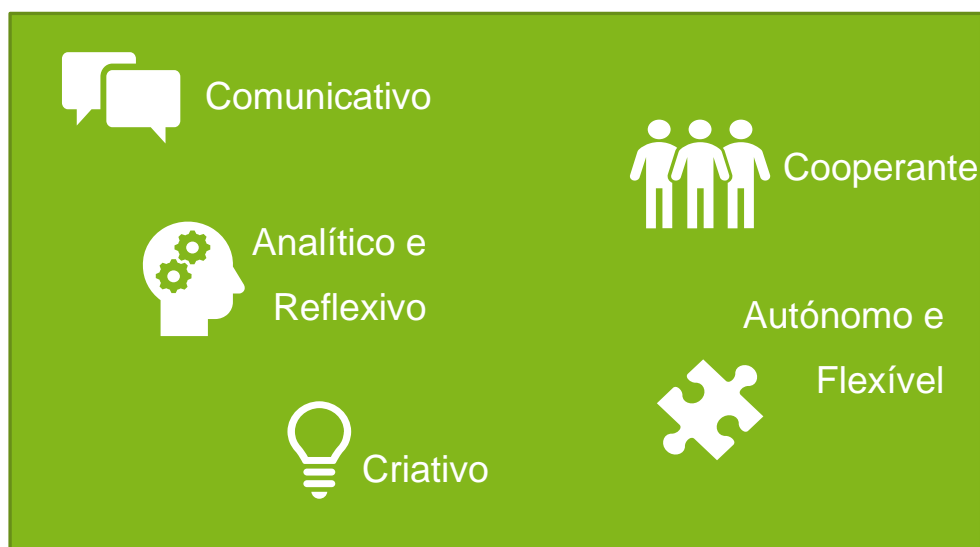 Comunicativo
Cooperante
Analítico e
Reflexivo
Autónomo e
Flexível
Criativo